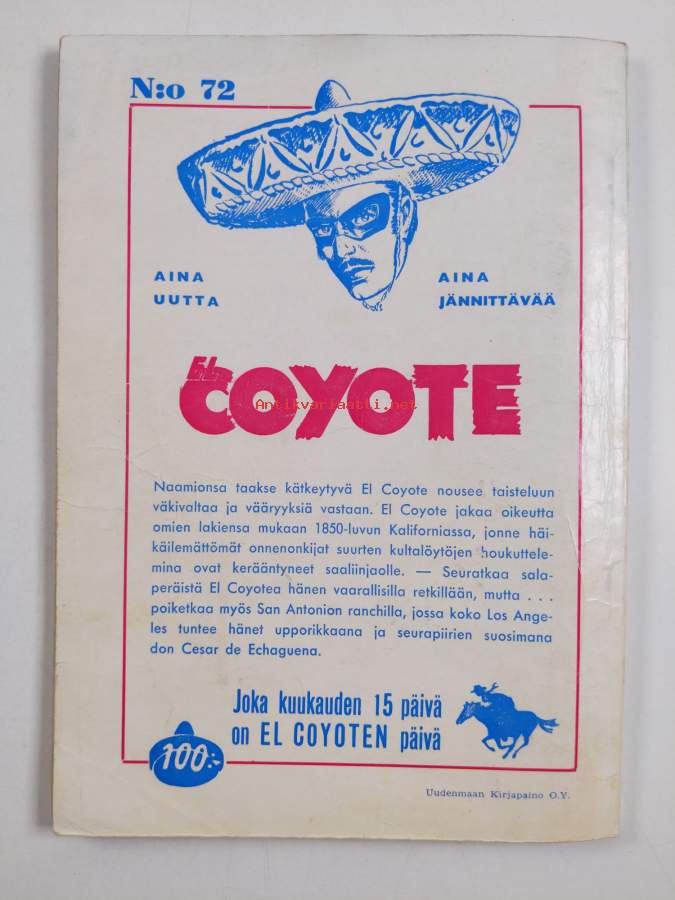 N:o 72
AINA
UUTTA
AINA
JÄNNITTÄVÄÄ
EL
COYOTE
Antikvariaatti.net
Naamionsa taakse kätkeytyvä El Coyote nousee taisteluun
väkivaltaa ja vääryyksiä vastaan. El Coyote jakaa oikeutta
omien lakiensa mukaan 1850-luvun Kaliforniassa, jonne häi-
käilemättömät onnenonkijat suurten kultalöytöjen houkuttele-
mina ovat kerääntyneet saaliinjaolle. — Seuratkaa sala-
peräistä El Coyotea hänen vaarallisilla retkillään, mutta . . .
poiketkaa myös San Antonion ranchilla, jossa koko Los Ange-
les tuntee hänet upporikkaana ja seurapiirien suosimana
don Cesar de Echaguena.
Joka kuukauden 15 päivä
on EL COYOTEN päivä
100:-
Uudenmaan Kirjapaino O.Y.